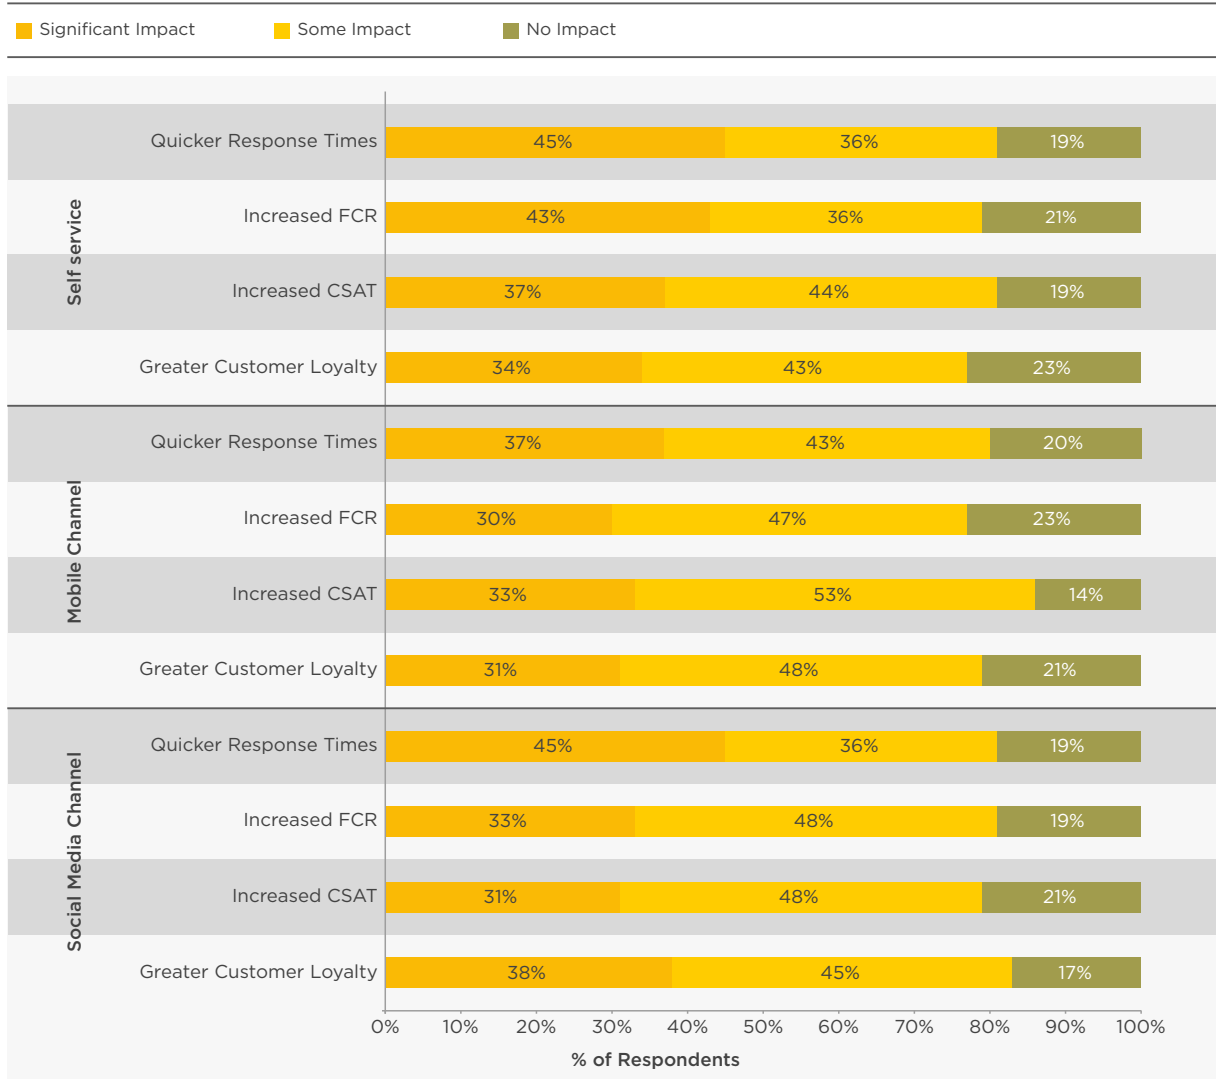 Significant Impact Some Impact No Impact
Self service
Quicker Response Times 45% 36% 19%
Increased FCR 43% 36% 21%
Increased CSAT 37% 44% 19%
Greater Customer Loyalty 34% 43% 23%
Mobile Channel
Quicker Response Times 37% 43% 20%
Increased FCR 30% 47% 23%
Increased CSAT 33% 53% 14%
Greater Customer Loyalty 31% 48% 21%
Social Media Channel
Quicker Response Times 45% 36% 19%
Increased FCR 33% 48% 19%
Increased CSAT 31% 48% 21%
Greater Customer Loyalty 38% 45% 17%
0% 10% 20% 30% 40% 50% 60% 70% 80% 90% 100%
% of Respondents